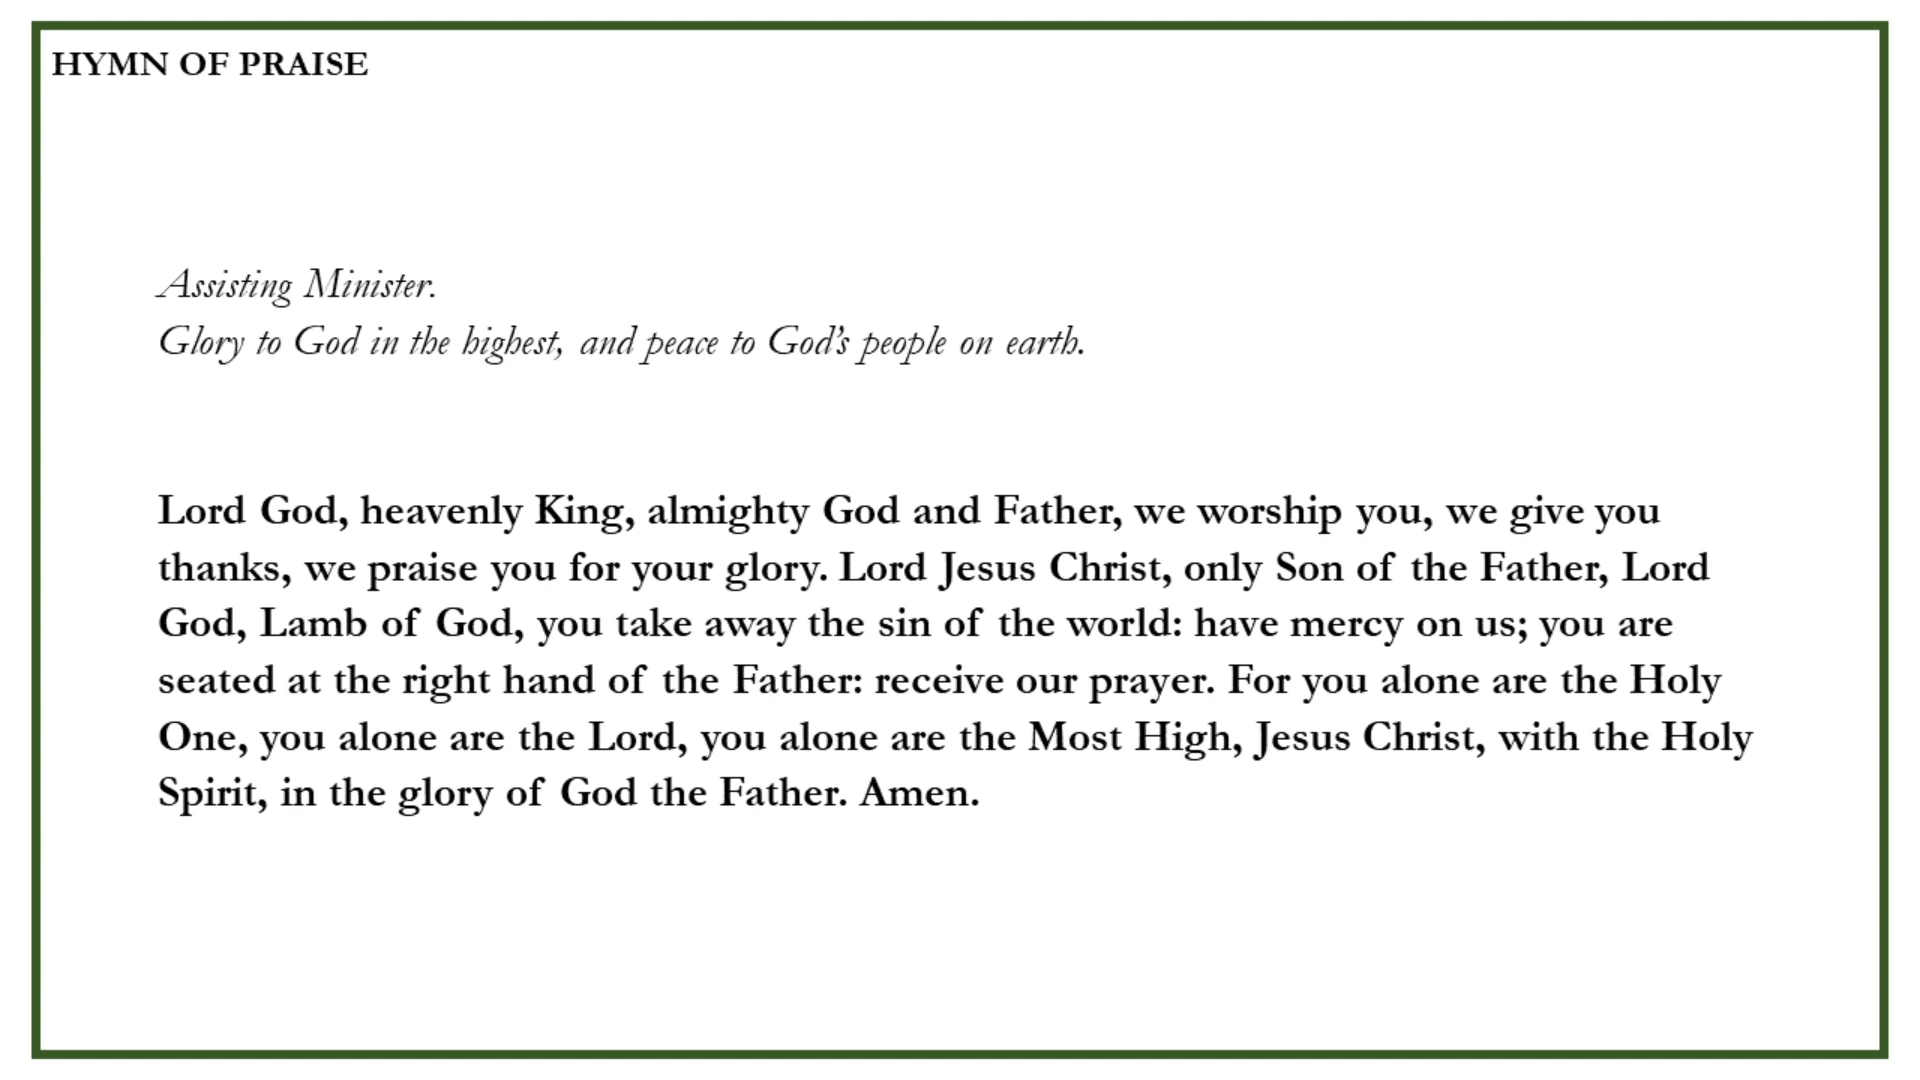 HYMN OF PRAISE
Assisting Minister.
Glory to God in the highest, and peace to God’s people on earth.
Lord God, heavenly King, almighty God and Father, we worship you, we give you
thanks, we praise you for your glory. Lord Jesus Christ, only Son of the Father, Lord
God, Lamb of God, you take away the sin of the world: have mercy on us; you are
seated at the right hand of the Father: receive our prayer. For you alone are the Holy
One, you alone are the Lord, you alone are the Most High, Jesus Christ, with the Holy
Spirit, in the glory of God the Father. Amen.